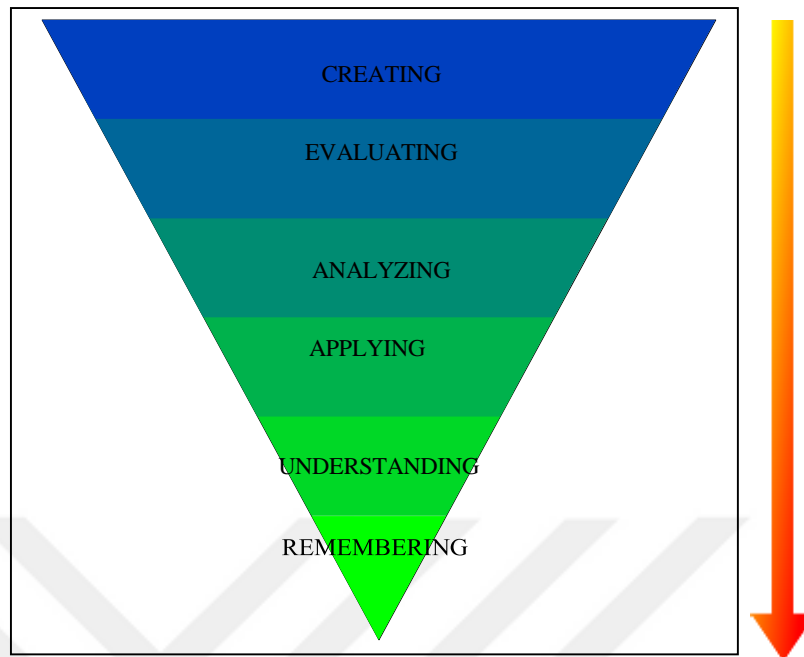 CREATING
EVALUATING
ANALYZING
APPLYING
UNDERSTANDING
REMEMBERING